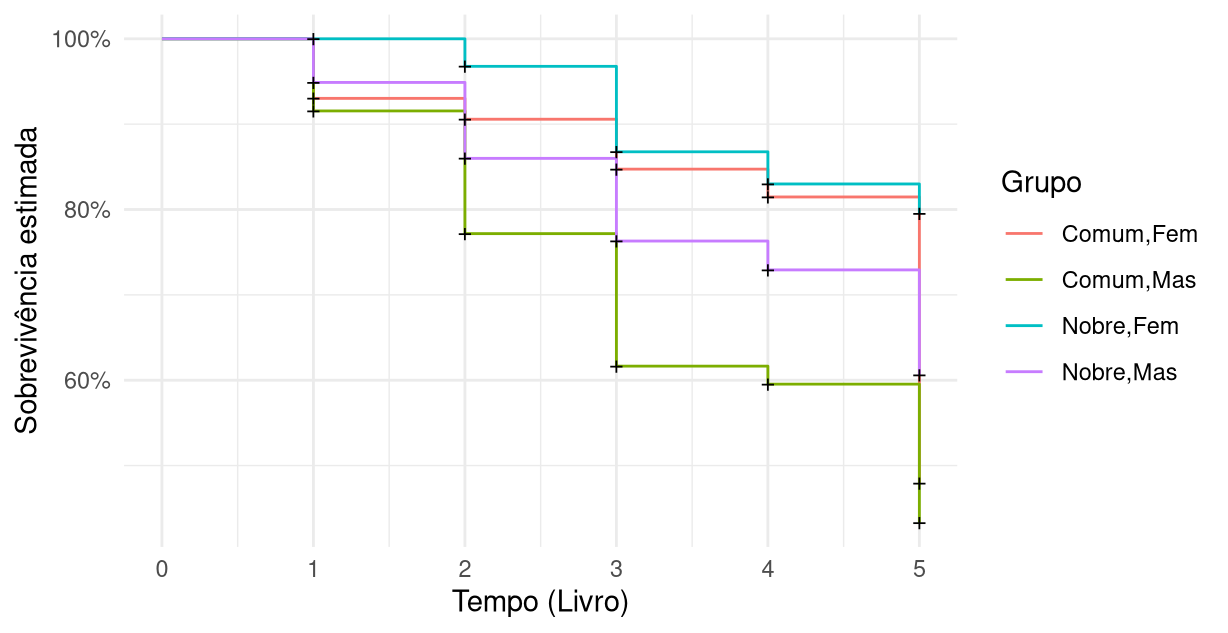 Sobrevivência estimada
100%
80%
60%
0 1 2 3 4 5
Tempo (Livro)
Grupo
Comum,Fem
Comum,Mas
Nobre,Fem
Nobre,Mas